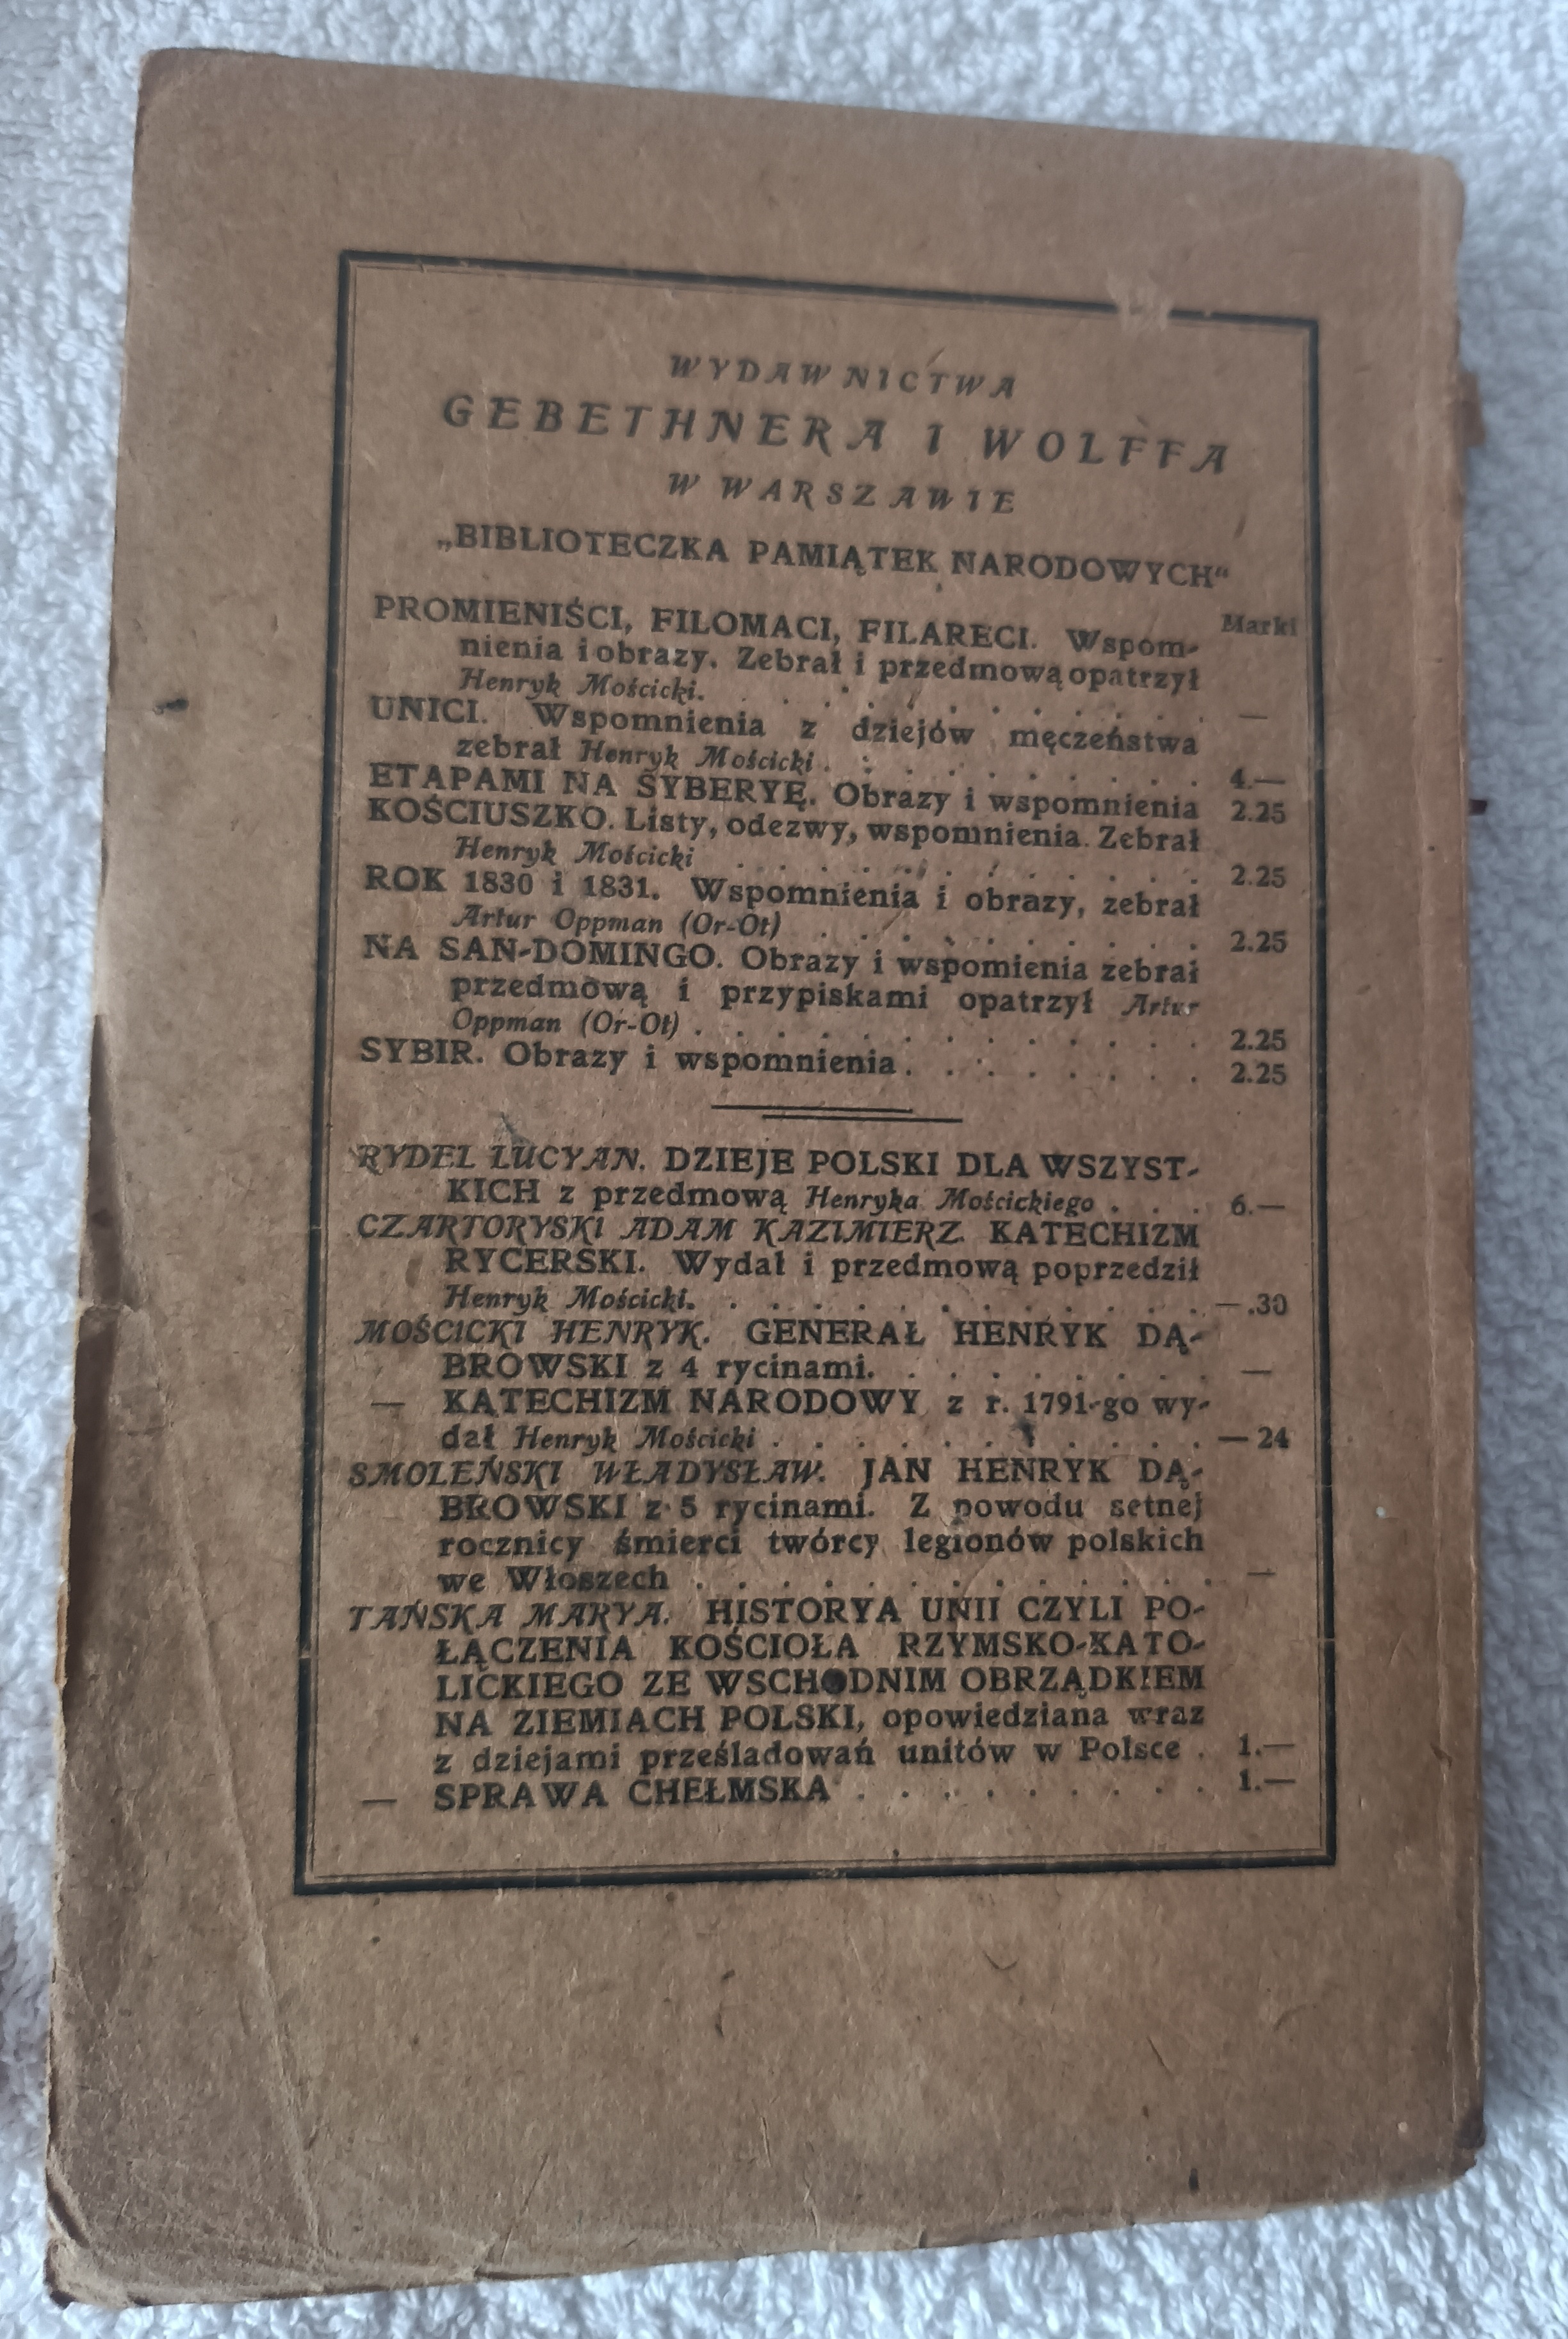 WYDAWNICTWA
GEBETHNERA I WOLFFA
W WARSZAWIE
„BIBLIOTECZKA PAMIĄTEK NARODOWYCH“
Marki
PROMIENIŚCI, FILOMACI, FILARECI. Wspom-
nienia i obrazy. Zebrał i przedmową opatrzył
Henryk Mościcki. . . . . . . . . . . . —
UNICI. Wspomnienia z dziejów męczeństwa
zebrał Henryk Mościcki . . . . . . . . . . 4.—
ETAPAMI NA SYBERYĘ. Obrazy i wspomnienia 2.25
KOŚCIUSZKO. Listy, odezwy, wspomnienia. Zebrał
Henryk Mościcki . . . . . . . . . . . . 2.25
ROK 1830 i 1831. Wspomnienia i obrazy, zebrał
Artur Oppman (Or-Ot) . . . . . . . . . . 2.25
NA SAN-DOMINGO. Obrazy i wspomienia zebrał
przedmową i przypiskami opatrzył Artur
Oppman (Or-Ot) . . . . . . . . . . . . . 2.25
SYBIR. Obrazy i wspomnienia . . . . . . . . 2.25
RYDEL LUCYAN. DZIEJE POLSKI DLA WSZYST-
KICH z przedmową Henryka Mościckiego . . . 6.—
CZARTORYSKI ADAM KAZIMIERZ. KATECHIZM
RYCERSKI. Wydał i przedmową poprzedził
Henryk Mościcki. . . . . . . . . . . . . —.30
MOŚCICKI HENRYK. GENERAŁ HENRYK DĄ-
BROWSKI z 4 rycinami. . . . . . . . . —
— KATECHIZM NARODOWY z r. 1791-go wy-
dał Henryk Mościcki . . . . . . . . . . . — 24
SMOLEŃSKI WŁADYSŁAW. JAN HENRYK DĄ-
BROWSKI z 5 rycinami. Z powodu setnej
rocznicy śmierci twórcy legionów polskich
we Włoszech . . . . . . . . . . . . . —
TAŃSKA MARYA. HISTORYA UNII CZYLI PO-
ŁĄCZENIA KOŚCIOŁA RZYMSKO-KATO-
LICKIEGO ZE WSCHODNIM OBRZĄDKIEM
NA ZIEMIACH POLSKI, opowiedziana wraz
z dziejami prześladowań unitów w Polsce . 1.—
— SPRAWA CHEŁMSKA . . . . . . . . . 1.—